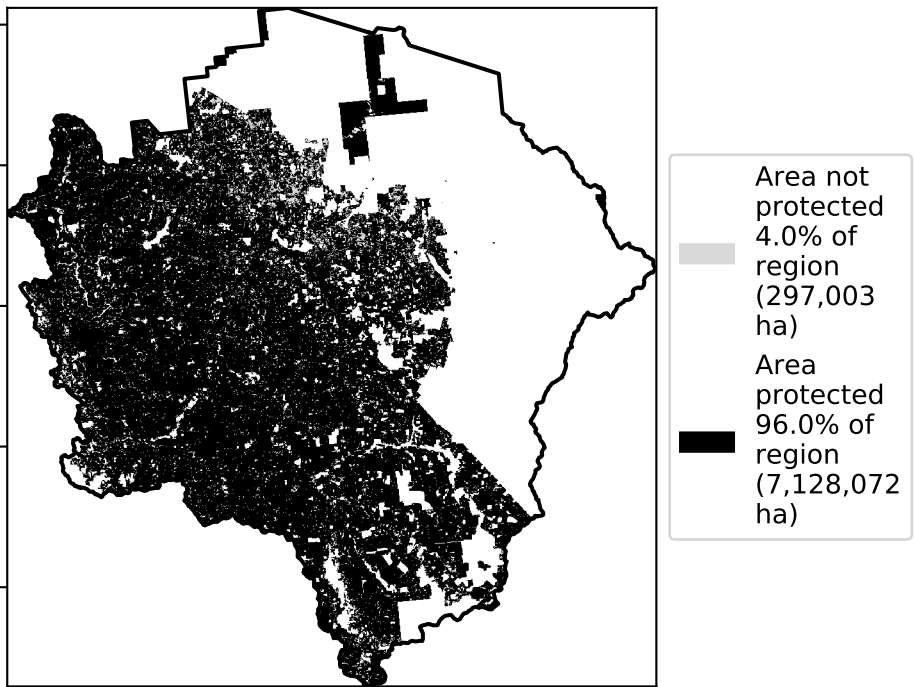 Area not
protected
4.0% of
region
(297,003
ha)
Area
protected
96.0% of
region
(7,128,072
ha)